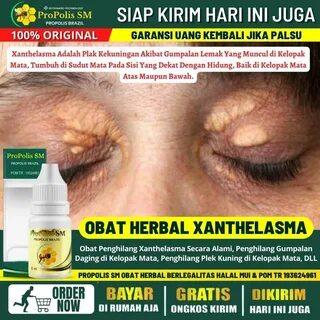 ProPolis SM
PROPOLIS BRAZIL
SIAP KIRIM HARI INI JUGA
100% ORIGINAL
GARANSI UANG KEMBALI JIKA PALSU
Xanthelasma Adalah Plak Kekuningan Akibat Gumpalan Lemak Yang Muncul di Kelopak
Mata, Tumbuh di Sudut Mata Pada Sisi Yang Dekat Dengan Hidung, Baik di Kelopak Mata
Atas Maupun Bawah.
ProPolis SM
PROPOLIS BRAZIL
SM
OBAT HERBAL XANTHELASMA
Obat Penghilang Xanthelasma Secara Alami, Penghilang Gumpalan
Daging di Kelopak Mata, Penghilang Plek Kuning di Kelopak Mata, DLL
PROPOLIS SM OBAT HERBAL BERLEGALITAS HALAL MUI & POM TR 193624961
ORDER
NOW
BAYAR
DI RUMAH AJA
GRATIS
ONGKOS KIRIM
DIKIRIM
HARI INI JUGA